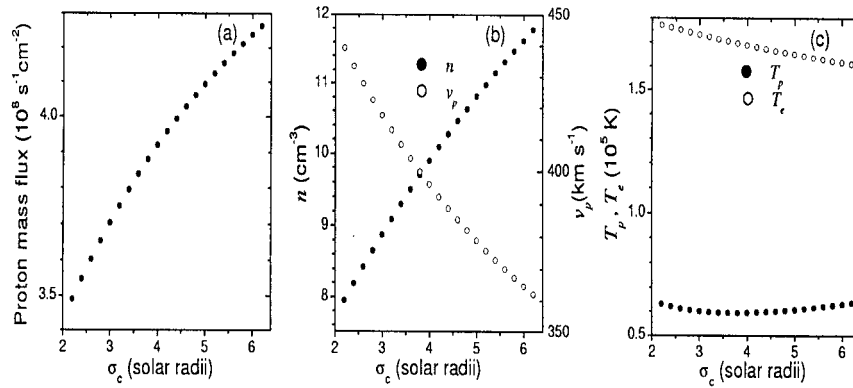 (a)
Proton mass flux (10⁸ s⁻¹cm⁻²)
4.0
3.5
2 3 4 5 6
σc (solar radii)
(b)
n
νp
n (cm⁻³)
12
11
10
9
8
450
400
350
νp(km s⁻¹)
2 3 4 5 6
σc (solar radii)
(c)
Tp
Te
Tp , Te (10⁵ K)
1.5
1.0
0.5
2 3 4 5 6
σc (solar radii)